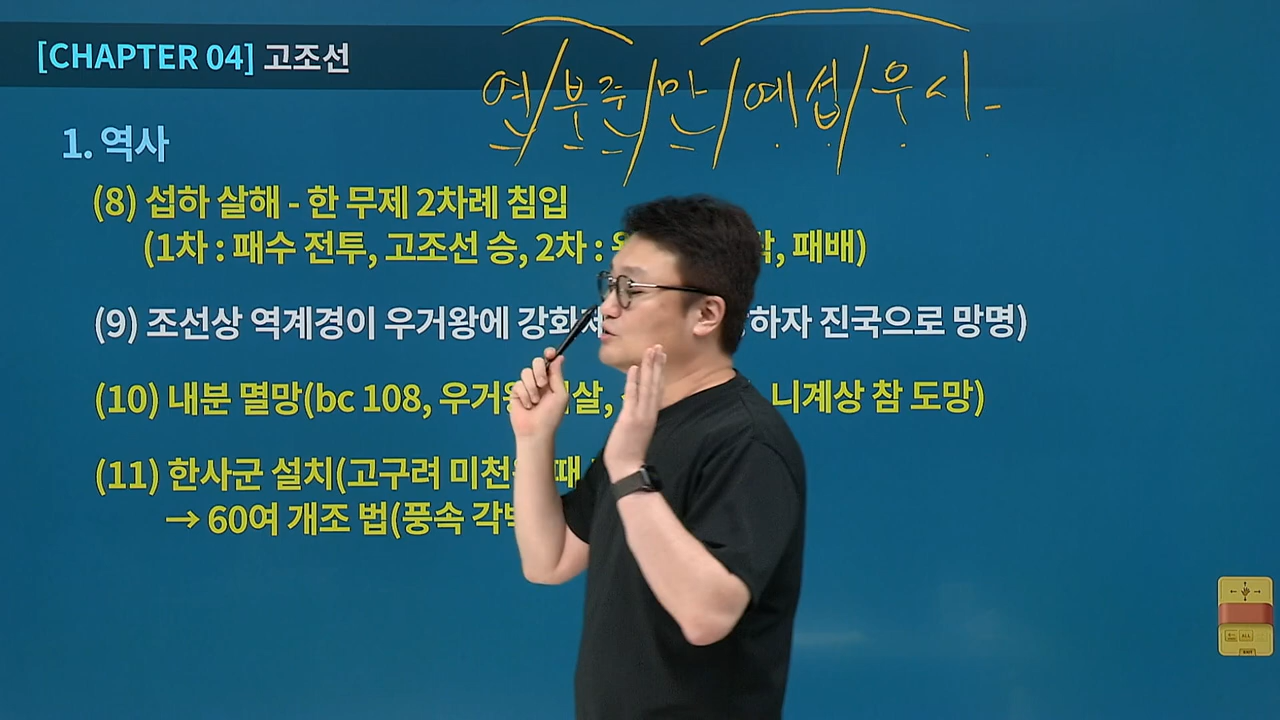 [CHAPTER 04] 고조선
연/부준/만/예섭/우시
1. 역사
(8) 섭하 살해 - 한 무제 2차례 침입
(1차 : 패수 전투, 고조선 승, 2차 : 패배)
(9) 조선상 역계경이 우거왕에 강화 하자 진국으로 망명)
(10) 내분 멸망(bc 108, 니계상 참 도망)
(11) 한사군 설치(고구려 미천 때
→ 60여 개조 법(풍속